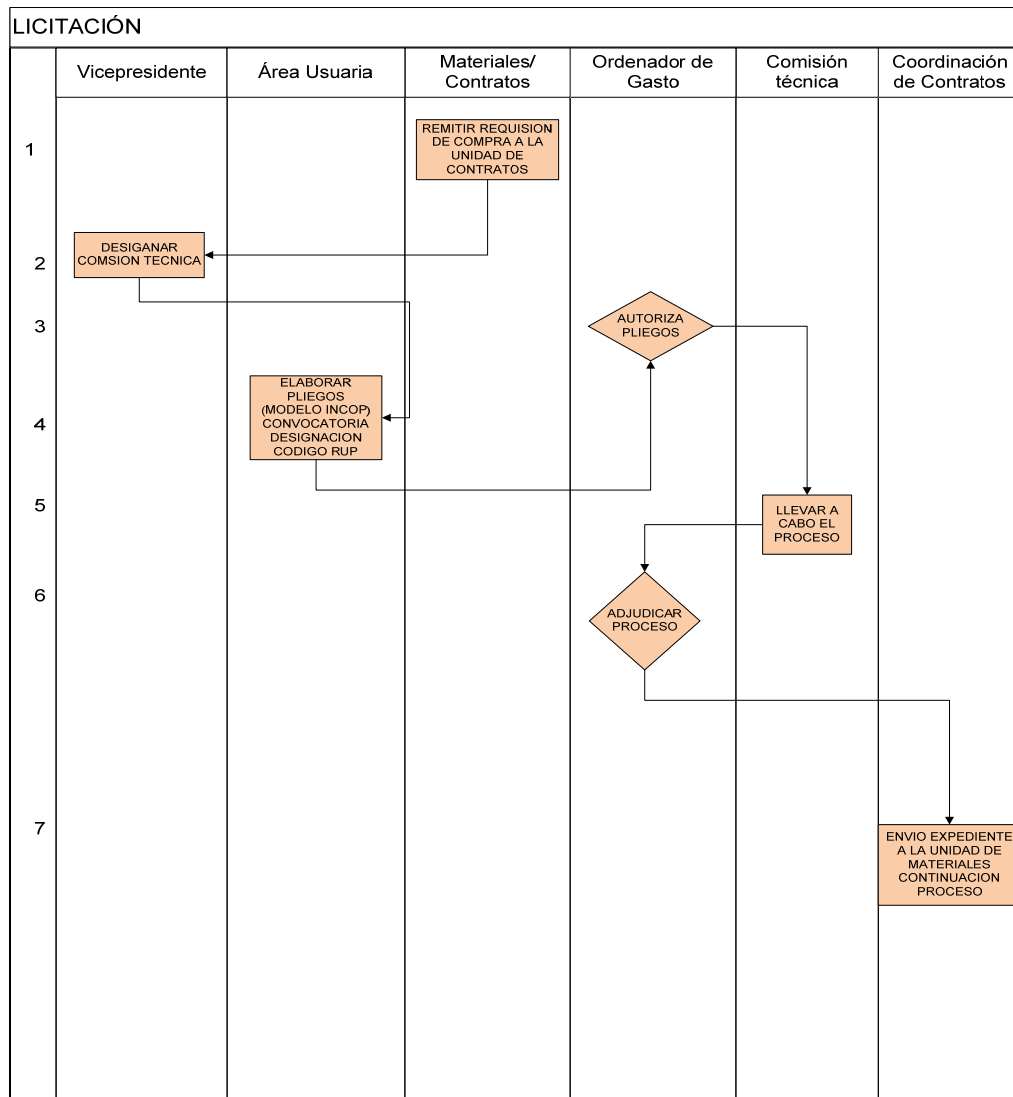 LICITACIÓN
Vicepresidente
Área Usuaria
Materiales/
Contratos
Ordenador de
Gasto
Comisión
técnica
Coordinación
de Contratos
1
REMITIR REQUISION
DE COMPRA A LA
UNIDAD DE
CONTRATOS
2
DESIGANAR
COMSION TECNICA
3
AUTORIZA
PLIEGOS
4
ELABORAR
PLIEGOS
(MODELO INCOP)
CONVOCATORIA
DESIGNACION
CODIGO RUP
5
LLEVAR A
CABO EL
PROCESO
6
ADJUDICAR
PROCESO
7
ENVIO EXPEDIENTE
A LA UNIDAD DE
MATERIALES
CONTINUACION
PROCESO